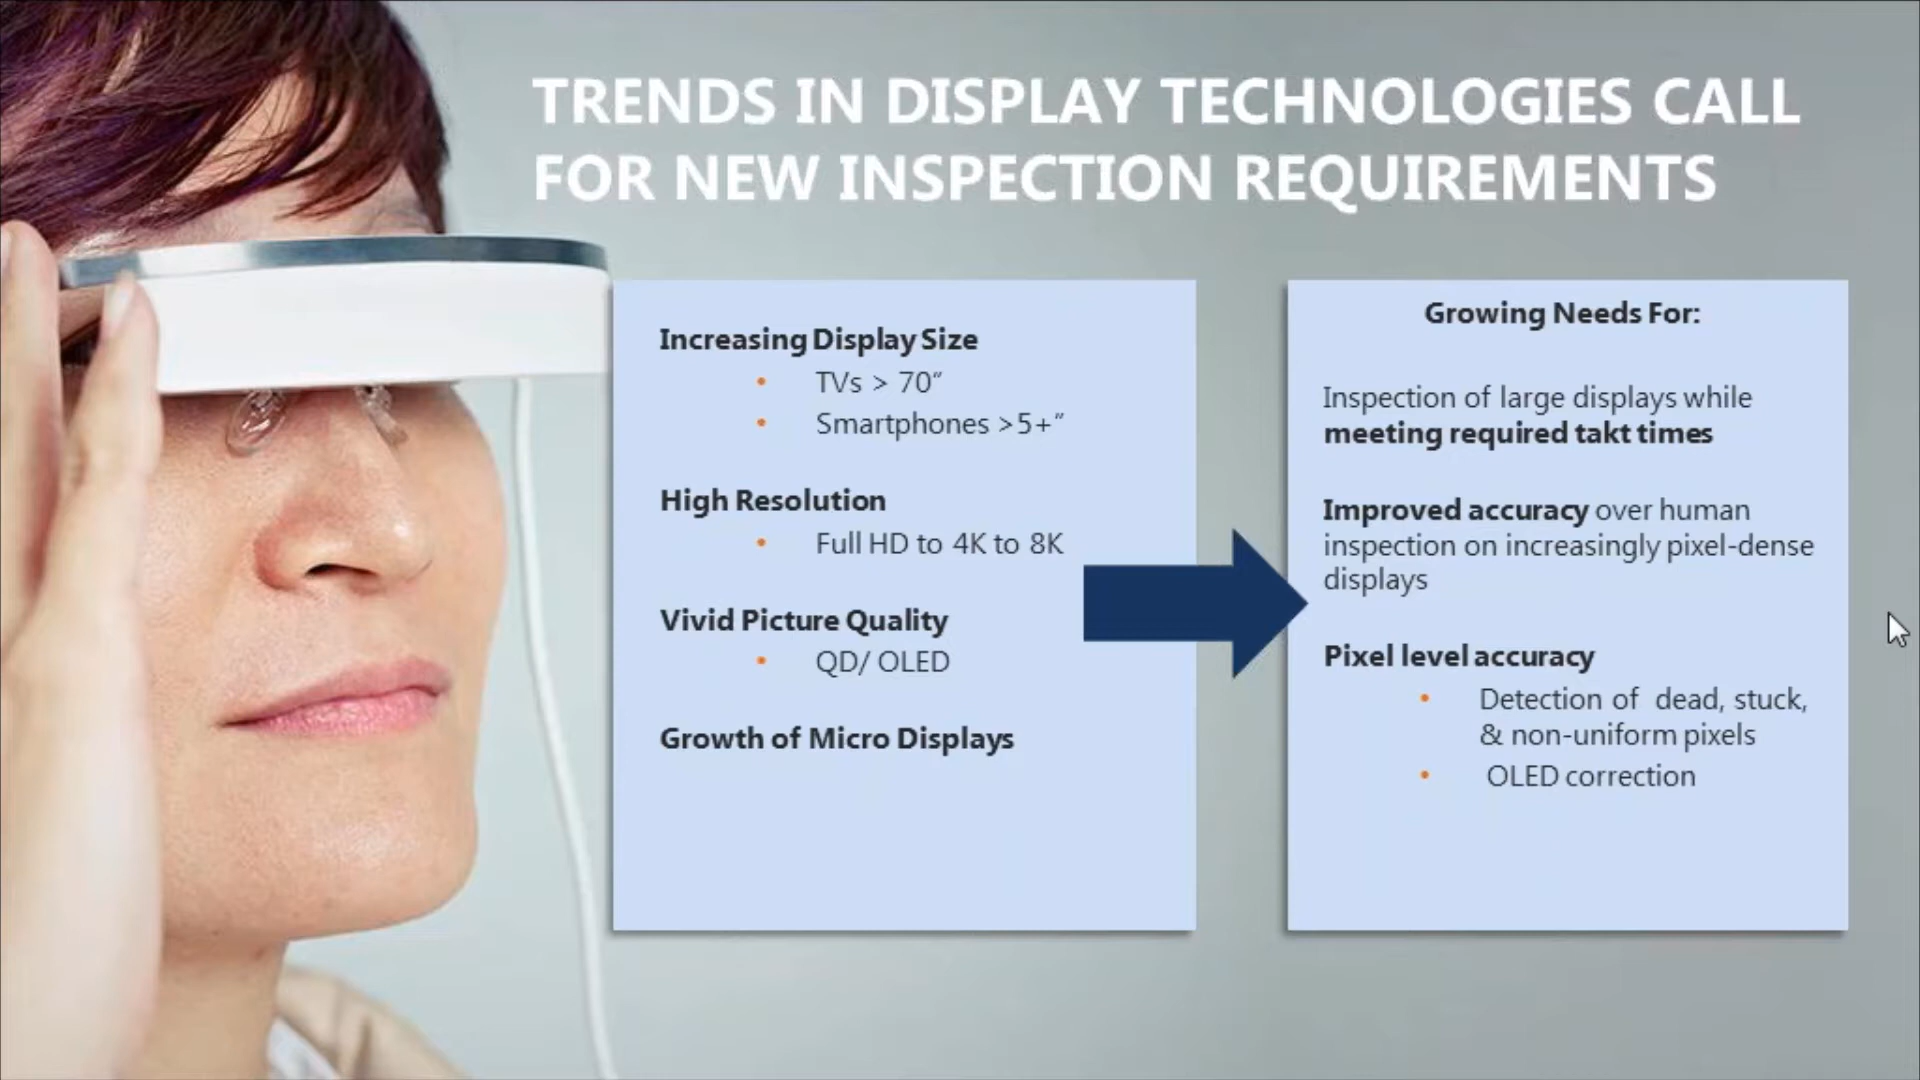 TRENDS IN DISPLAY TECHNOLOGIES CALL
FOR NEW INSPECTION REQUIREMENTS
Increasing Display Size
• TVs > 70"
• Smartphones >5+"
High Resolution
• Full HD to 4K to 8K
Vivid Picture Quality
• QD/ OLED
Growth of Micro Displays
Growing Needs For:
Inspection of large displays while
meeting required takt times
Improved accuracy over human
inspection on increasingly pixel-dense
displays
Pixel level accuracy
• Detection of dead, stuck,
& non-uniform pixels
• OLED correction